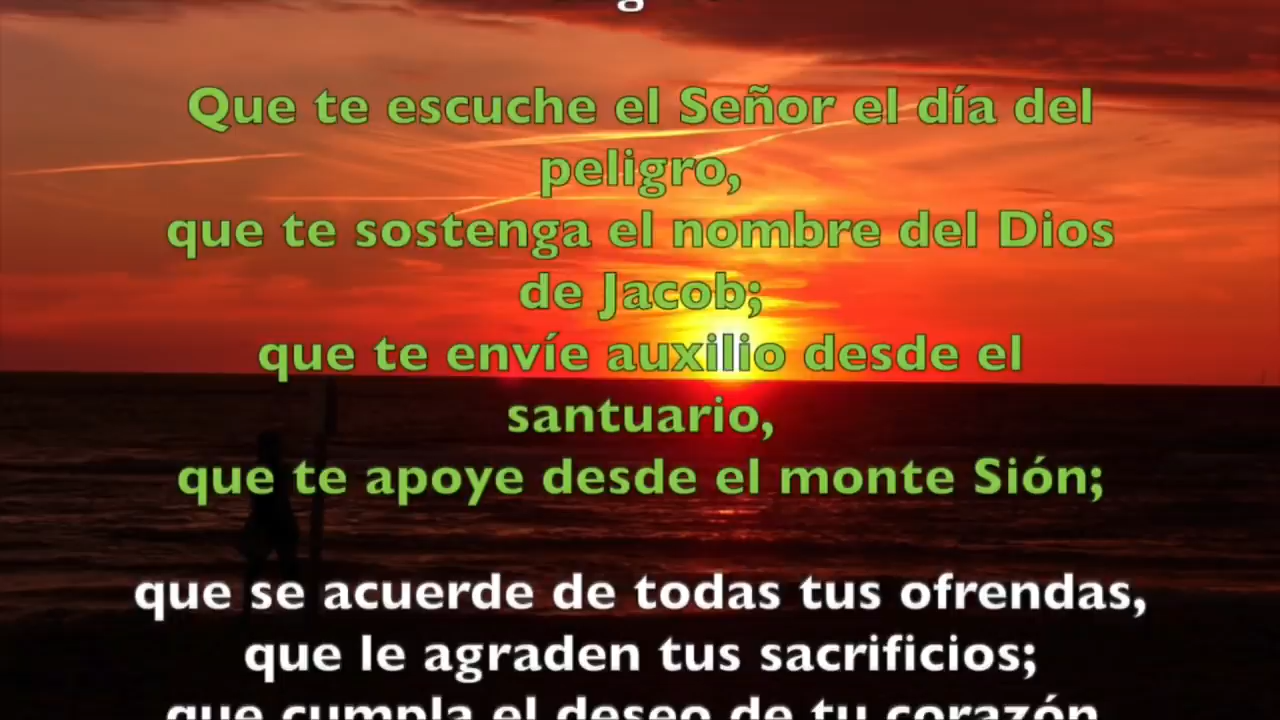 Que te escuche el Señor el día del
peligro,
que te sostenga el nombre del Dios
de Jacob;
que te envíe auxilio desde el
santuario,
que te apoye desde el monte Sión;
que se acuerde de todas tus ofrendas,
que le agraden tus sacrificios;
que cumpla el deseo de tu corazón